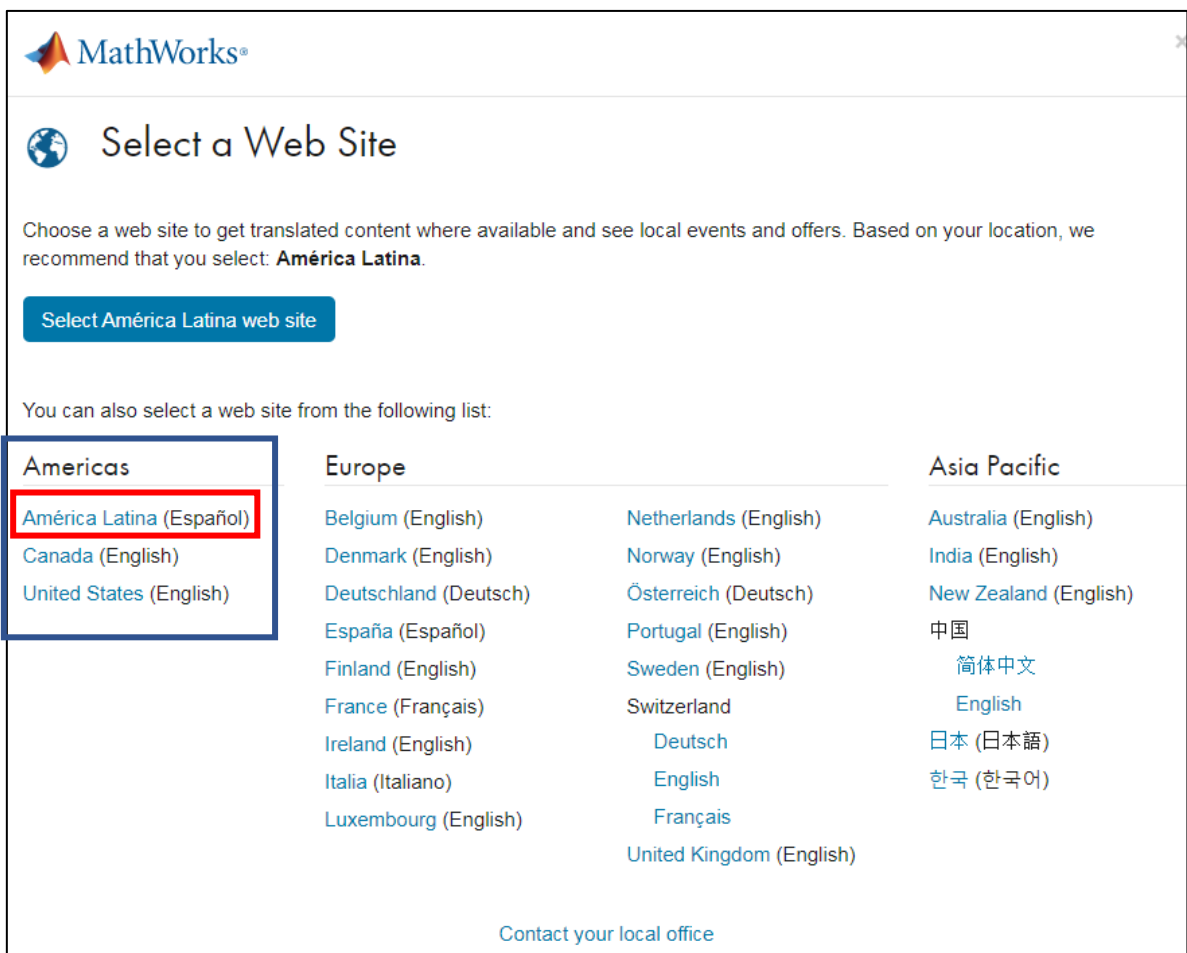 MathWorks®
×
Select a Web Site
Choose a web site to get translated content where available and see local events and offers. Based on your location, we
recommend that you select: América Latina.
Select América Latina web site
You can also select a web site from the following list:
Americas
América Latina (Español)
Canada (English)
United States (English)
Europe
Belgium (English)
Denmark (English)
Deutschland (Deutsch)
España (Español)
Finland (English)
France (Français)
Ireland (English)
Italia (Italiano)
Luxembourg (English)
Netherlands (English)
Norway (English)
Österreich (Deutsch)
Portugal (English)
Sweden (English)
Switzerland
Deutsch
English
Français
United Kingdom (English)
Asia Pacific
Australia (English)
India (English)
New Zealand (English)
中国
简体中文
English
日本 (日本語)
한국 (한국어)
Contact your local office